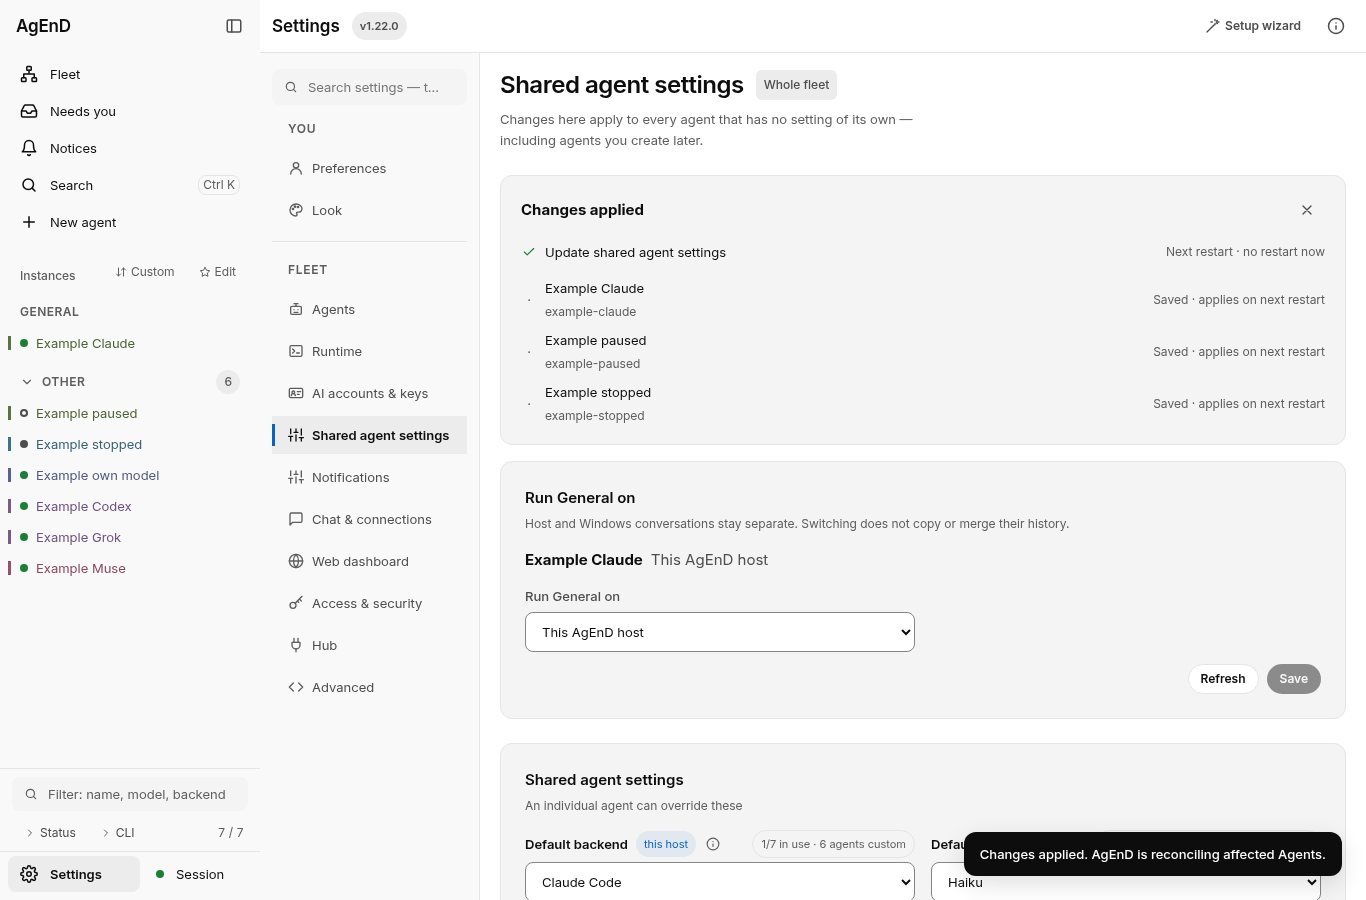 AgEnD
Fleet
Needs you
Notices
Search
Ctrl K
New agent
Instances
Custom
Edit
GENERAL
Example Claude
OTHER
6
Example paused
Example stopped
Example own model
Example Codex
Example Grok
Example Muse
Filter: name, model, backend
Status
CLI
7 / 7
Settings
Session
Settings
v1.22.0
Setup wizard
Search settings — t...
YOU
Preferences
Look
FLEET
Agents
Runtime
AI accounts & keys
Shared agent settings
Notifications
Chat & connections
Web dashboard
Access & security
Hub
Advanced
Shared agent settings
Whole fleet
Changes here apply to every agent that has no setting of its own —
including agents you create later.
Changes applied
Update shared agent settings
Next restart · no restart now
Example Claude
example-claude
Saved · applies on next restart
Example paused
example-paused
Saved · applies on next restart
Example stopped
example-stopped
Saved · applies on next restart
Run General on
Host and Windows conversations stay separate. Switching does not copy or merge their history.
Example Claude This AgEnD host
Run General on
This AgEnD host
Refresh
Save
Shared agent settings
An individual agent can override these
Default backend
this host
1/7 in use · 6 agents custom
Claude Code
Haiku
Changes applied. AgEnD is reconciling affected Agents.